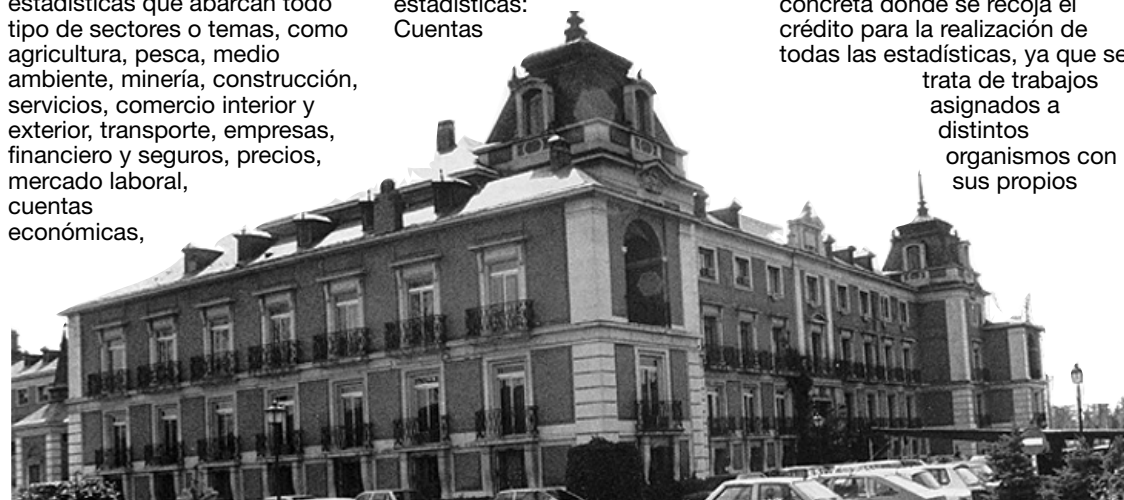 estadísticas que abarcan todo
tipo de sectores o temas, como
agricultura, pesca, medio
ambiente, minería, construcción,
servicios, comercio interior y
exterior, transporte, empresas,
financiero y seguros, precios,
mercado laboral,
cuentas
económicas,
estadísticas:
Cuentas
concreta donde se recoja el
crédito para la realización de
todas las estadísticas, ya que se
trata de trabajos
asignados a
distintos
organismos con
sus propios